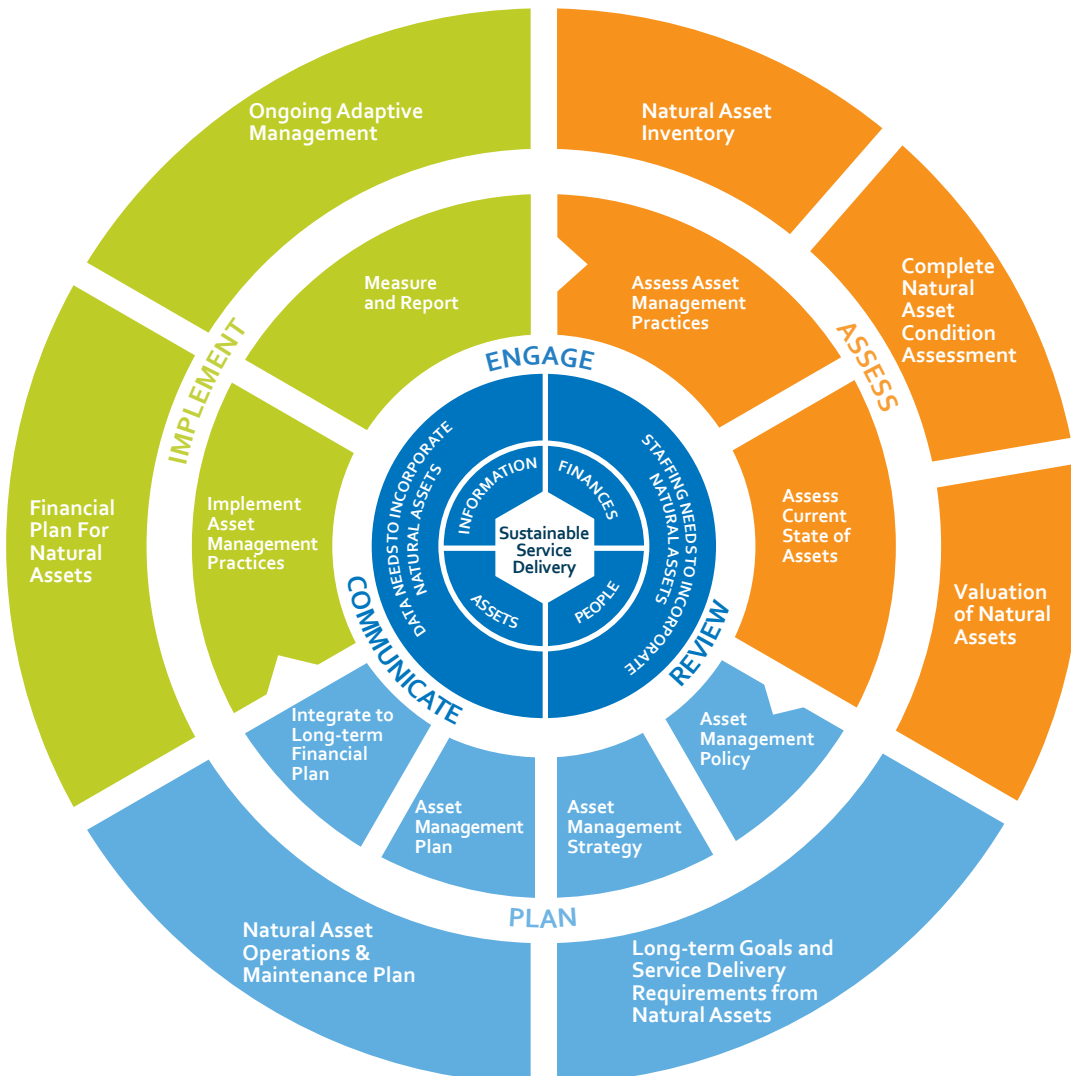 Ongoing Adaptive
Management
Natural Asset
Inventory
Complete
Natural
Asset
Condition
Assessment
Valuation
of Natural
Assets
Long-term Goals and
Service Delivery
Requirements from
Natural Assets
Natural Asset
Operations &
Maintenance Plan
Financial
Plan For
Natural
Assets
IMPLEMENT
ASSESS
PLAN
Measure
and Report
Assess Asset
Management
Practices
Assess
Current
State of
Assets
Asset
Management
Policy
Asset
Management
Strategy
Asset
Management
Plan
Integrate to
Long-term
Financial
Plan
Implement
Asset
Management
Practices
ENGAGE
REVIEW
COMMUNICATE
DATA NEEDS TO INCORPORATE
NATURAL ASSETS
STAFFING NEEDS TO INCORPORATE
NATURAL ASSETS
INFORMATION
FINANCES
PEOPLE
ASSETS
Sustainable
Service
Delivery